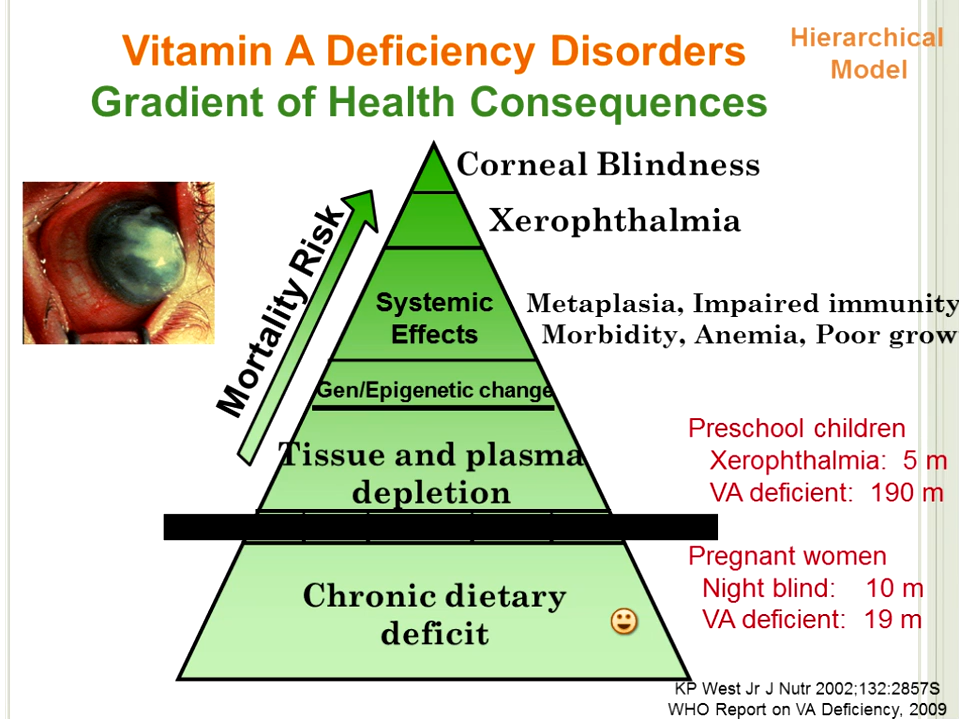 Vitamin A Deficiency Disorders
Gradient of Health Consequences
Hierarchical
Model
Corneal Blindness
Xerophthalmia
Mortality Risk
Systemic
Effects
Metaplasia, Impaired immunity
Morbidity, Anemia, Poor grow
Gen/Epigenetic change
Tissue and plasma
depletion
Preschool children
Xerophthalmia: 5 m
VA deficient: 190 m
Pregnant women
Night blind: 10 m
VA deficient: 19 m
Chronic dietary
deficit
KP West Jr J Nutr 2002;132:2857S
WHO Report on VA Deficiency, 2009